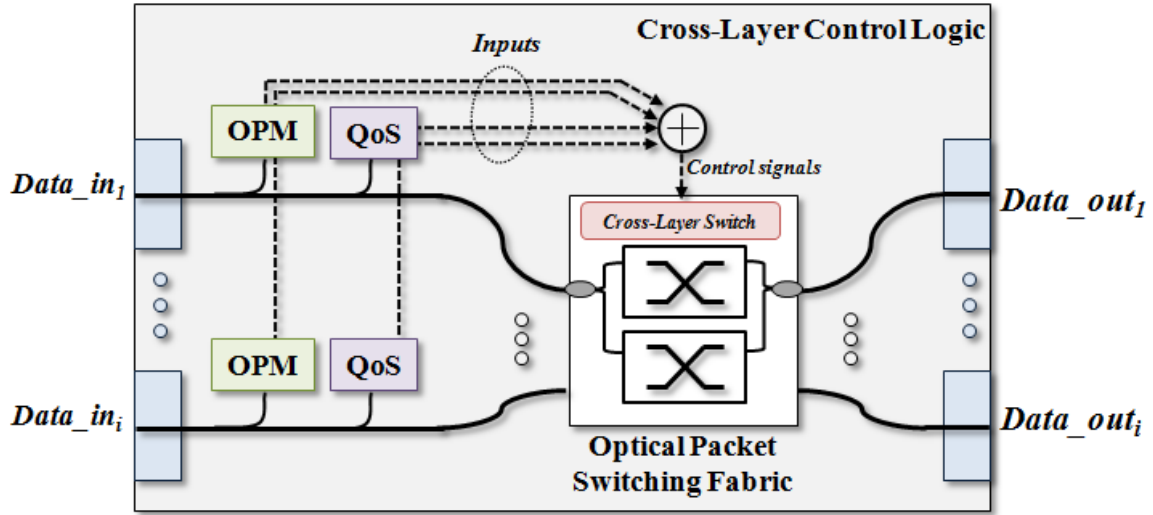 Cross-Layer Control Logic
Inputs
OPM
QoS
Control signals
Data_in₁
Data_out₁
Cross-Layer Switch
OPM
QoS
Data_inᵢ
Data_outᵢ
Optical Packet
Switching Fabric